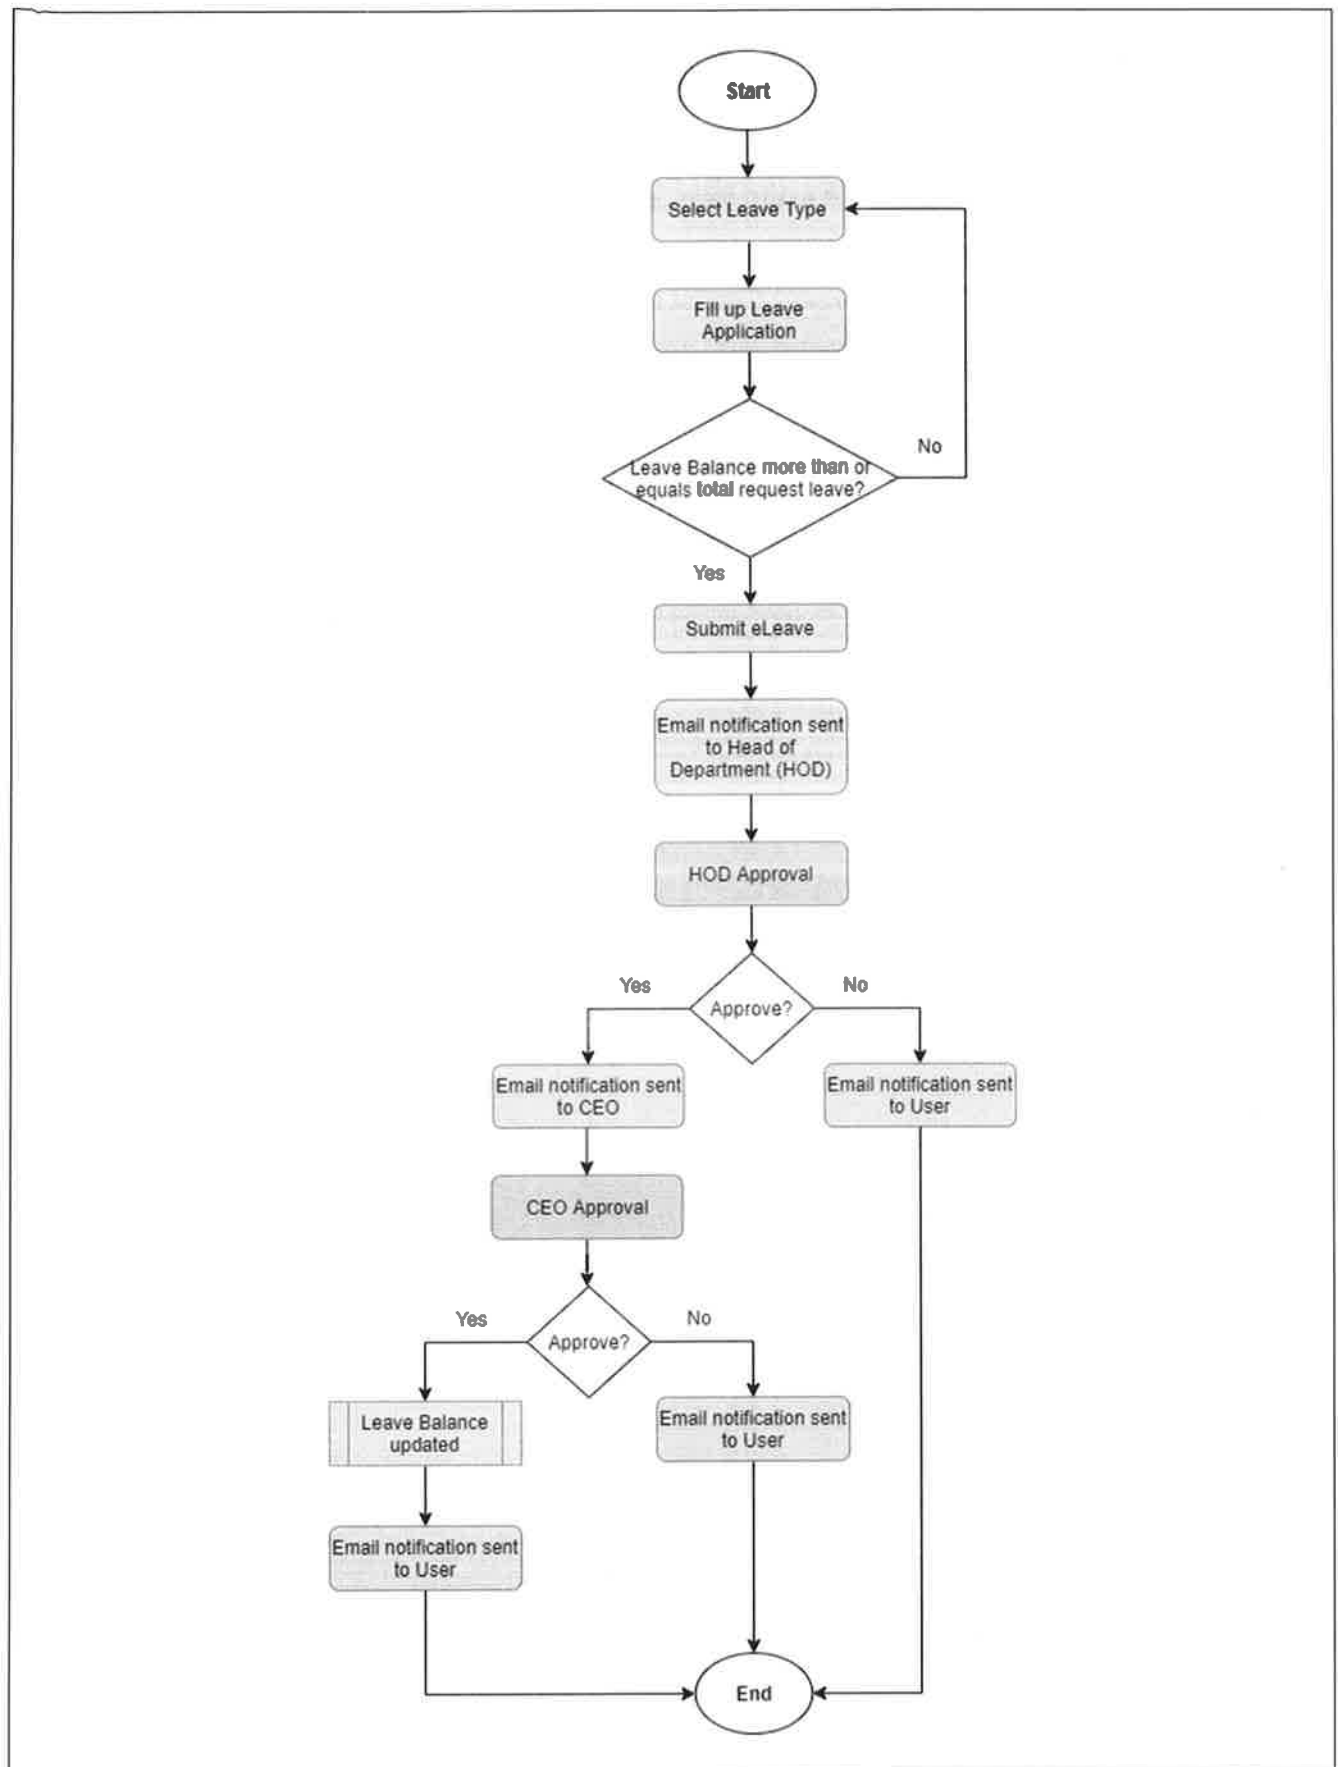 Start
Select Leave Type
Fill up Leave
Application
No
Leave Balance more than or
equals total request leave?
Yes
Submit eLeave
Email notification sent
to Head of
Department (HOD)
HOD Approval
Yes
No
Approve?
Email notification sent
to CEO
Email notification sent
to User
CEO Approval
Yes
No
Approve?
Leave Balance
updated
Email notification sent
to User
Email notification sent
to User
End